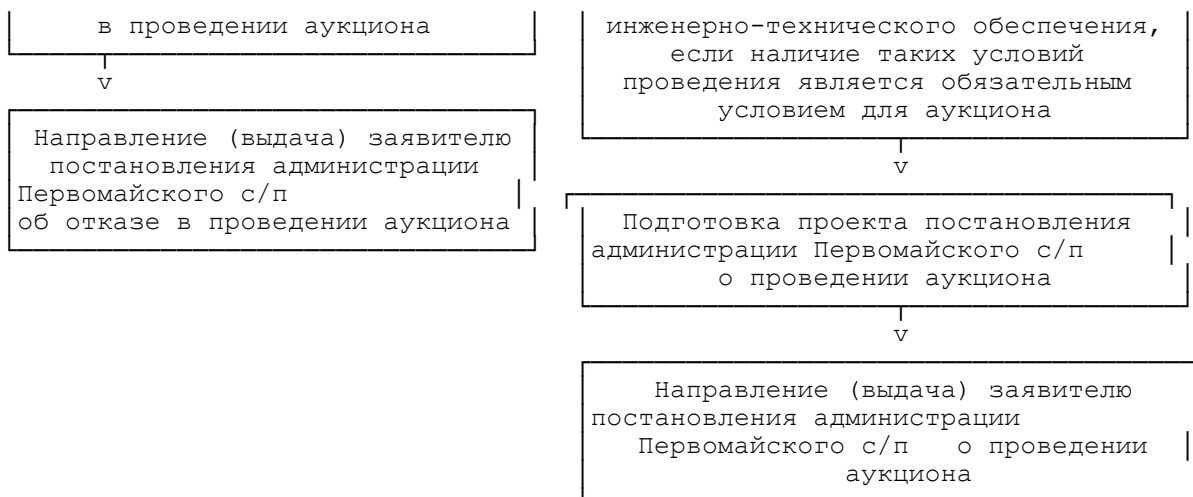 в проведении аукциона
v
Направление (выдача) заявителю
постановления администрации
Первомайского с/п
об отказе в проведении аукциона
инженерно-технического обеспечения,
если наличие таких условий
проведения является обязательным
условием для аукциона
v
Подготовка проекта постановления
администрации Первомайского с/п
о проведении аукциона
v
Направление (выдача) заявителю
постановления администрации
Первомайского с/п о проведении
аукциона